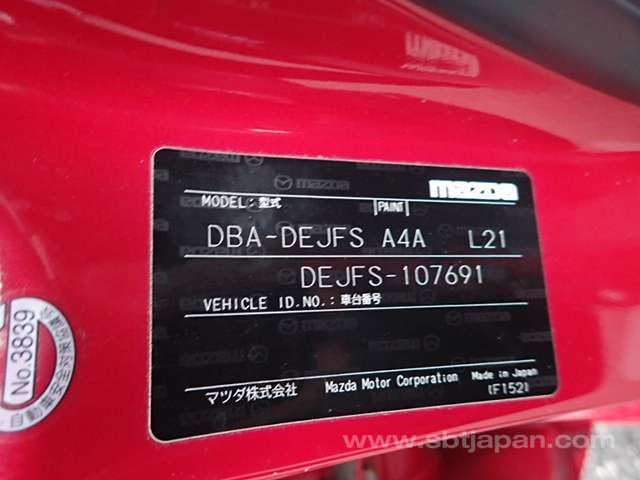 mazda
MODEL:型式 PAINT
DBA-DEJFS A4A L21
DEJFS-107691
VEHICLE ID.NO.:車台番号
マツダ株式会社 Mazda Motor Corporation Made in Japan
(F152)
No.3839
www.sbtjapan.com